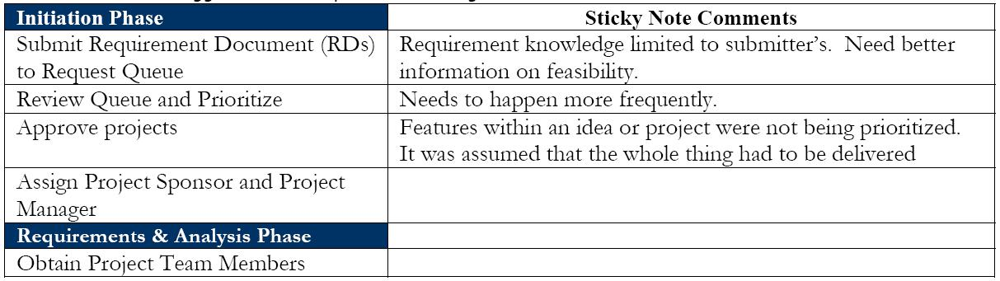 Initiation Phase
Sticky Note Comments
Submit Requirement Document (RDs)
to Request Queue
Requirement knowledge limited to submitter's. Need better
information on feasibility.
Review Queue and Prioritize
Needs to happen more frequently.
Approve projects
Features within an idea or project were not being prioritized.
It was assumed that the whole thing had to be delivered
Assign Project Sponsor and Project
Manager
Requirements & Analysis Phase
Obtain Project Team Members